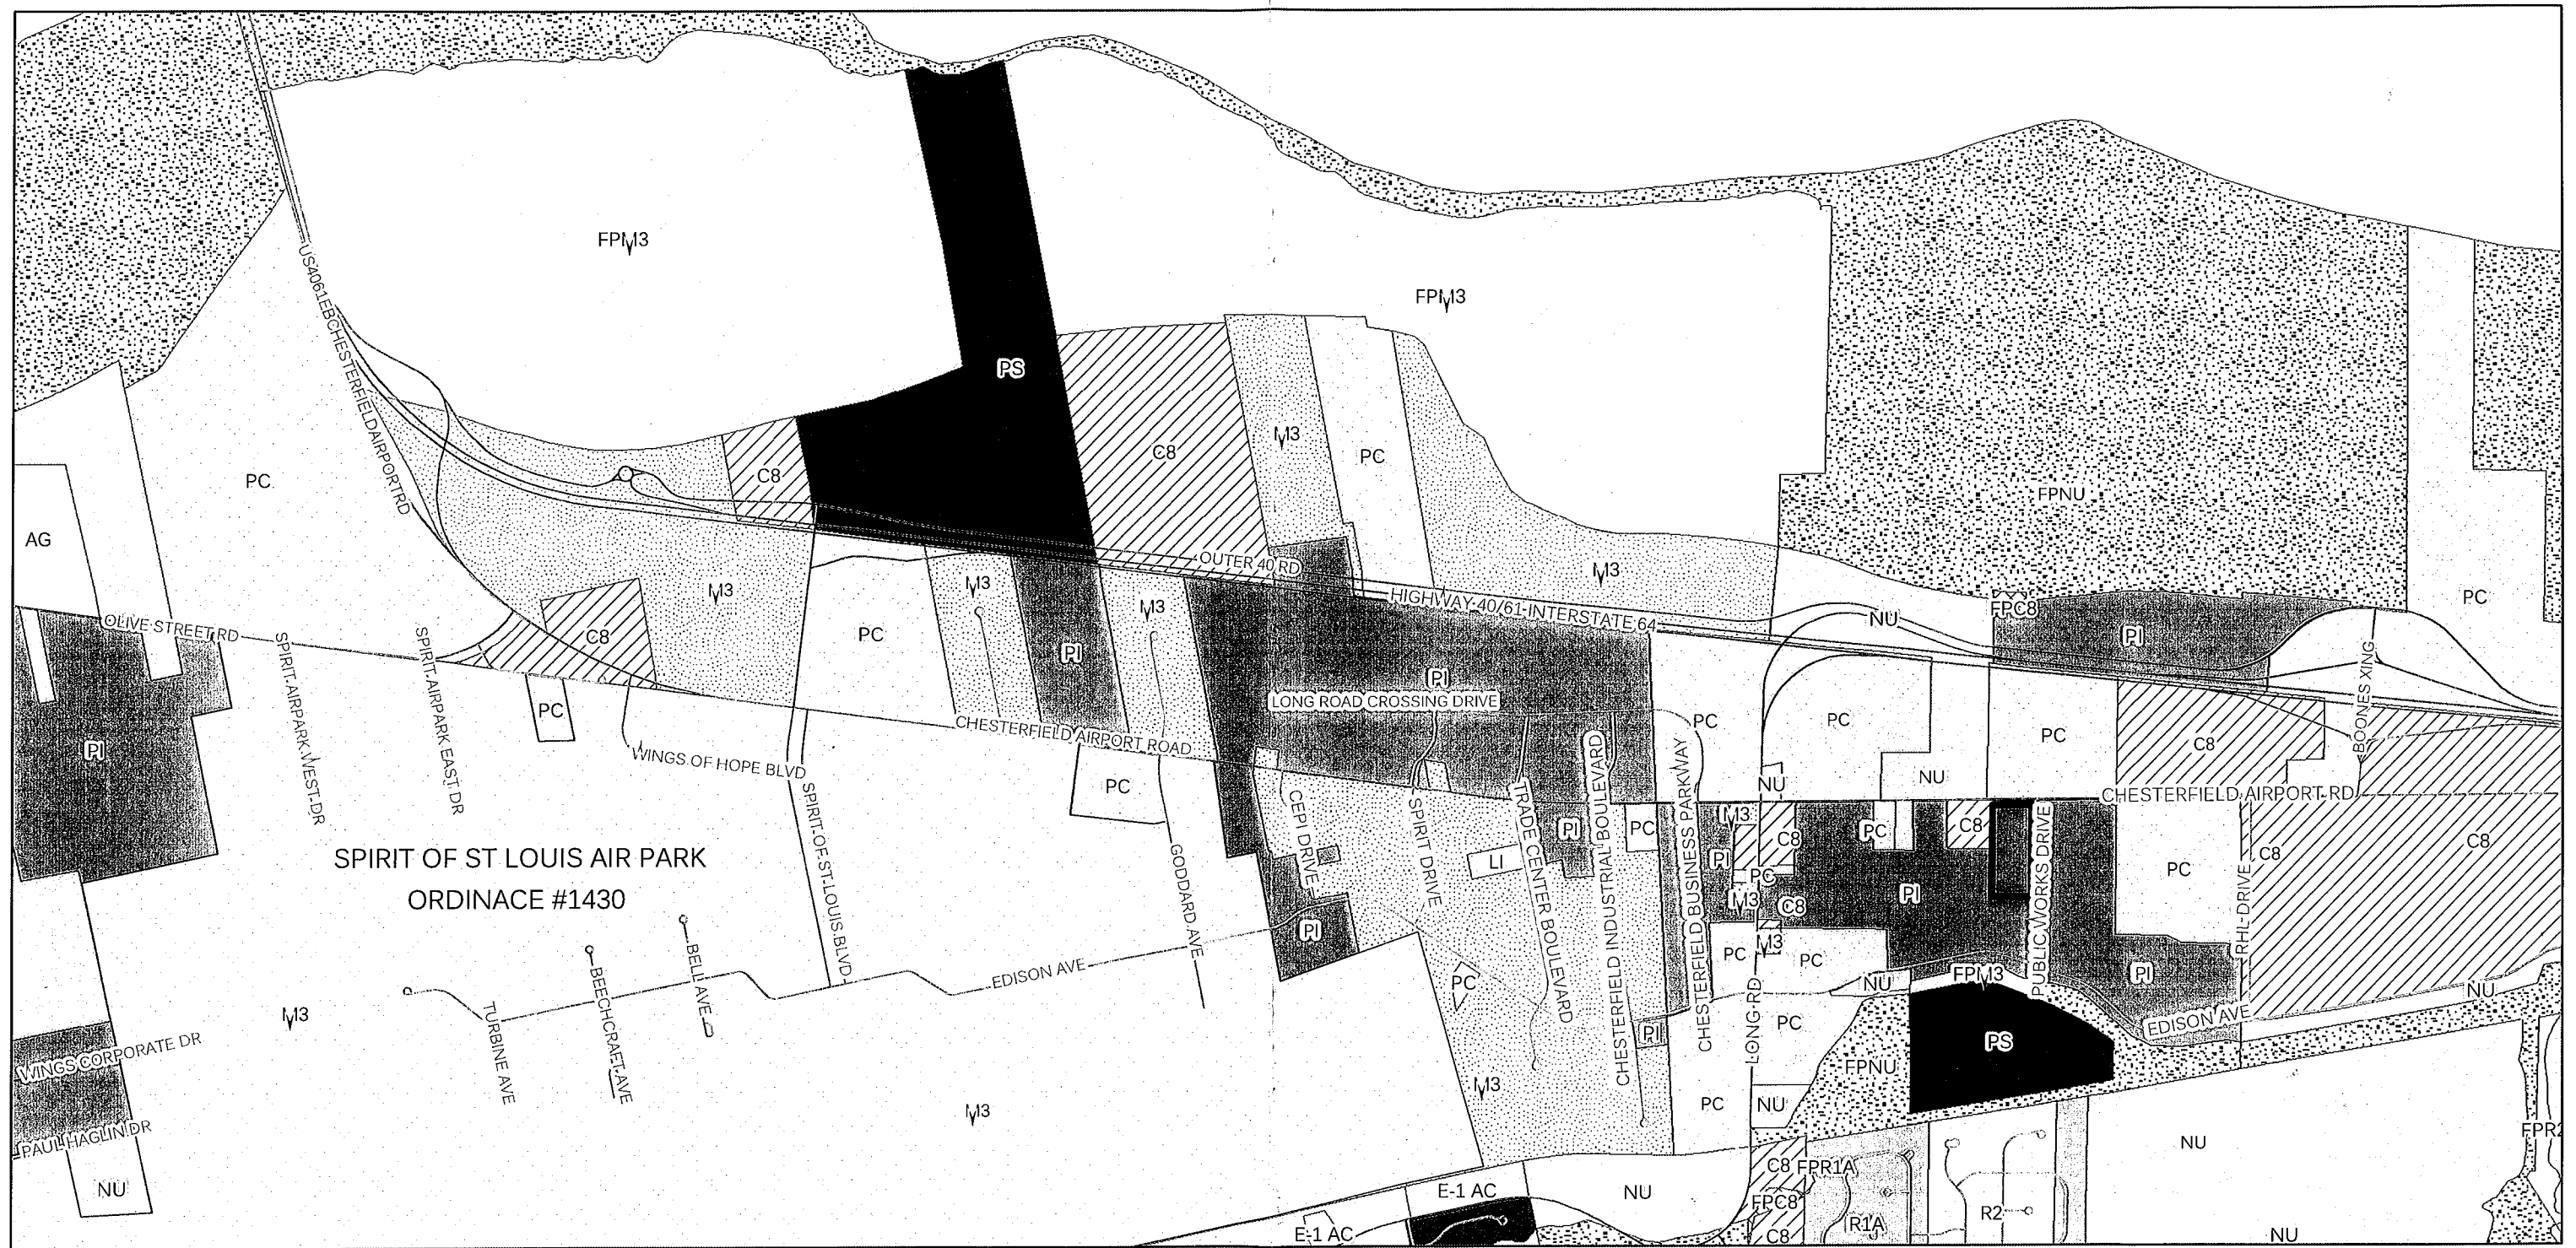 FPM3
FPM3
US4061EBCHESTERFIELDAIRPORTRD
PS
M3
C8
PC
C8
PC
FPNU
AG
OUTER 40 RD
M3
M3
M3
M3
HIGHWAY 40/61 INTERSTATE 64
PC
FPC8
NU
OLIVE STREET RD
C8
PC
PI
PI
PI
LONG ROAD CROSSING DRIVE
SPIRIT AIRPARK WEST DR
SPIRIT AIRPARK EAST DR
PC
CHESTERFIELD AIRPORT ROAD
PC
PC
PC
C8
BOONES XING
PI
WINGS OF HOPE BLVD
SPIRIT OF ST LOUIS BLVD
PC
NU
NU
CHESTERFIELD AIRPORT RD
CEPI DRIVE
SPIRIT DRIVE
TRADE CENTER BOULEVARD
CHESTERFIELD INDUSTRIAL BOULEVARD
CHESTERFIELD BUSINESS PARKWAY
PI
PC
M3
C8
PC
C8
PUBLIC WORKS DRIVE
C8
C8
SPIRIT OF ST LOUIS AIR PARK
ORDINACE #1430
GODDARD AVE
LI
PI
PC
M3
C8
PI
PC
RHL DRIVE
PI
M3
PC
PC
BELL AVE
BEECHCRAFT AVE
EDISON AVE
TURBINE AVE
PC
NU
FPM3
PI
NU
M3
WINGS CORPORATE DR
PI
LONG RD
PC
PS
EDISON AVE
FPNU
M3
M3
PC
NU
PAUL HAGLIN DR
NU
FPR2
NU
E-1 AC
NU
C8
FPR1A
FPC8
R1A
R2
E-1 AC
C8
NU